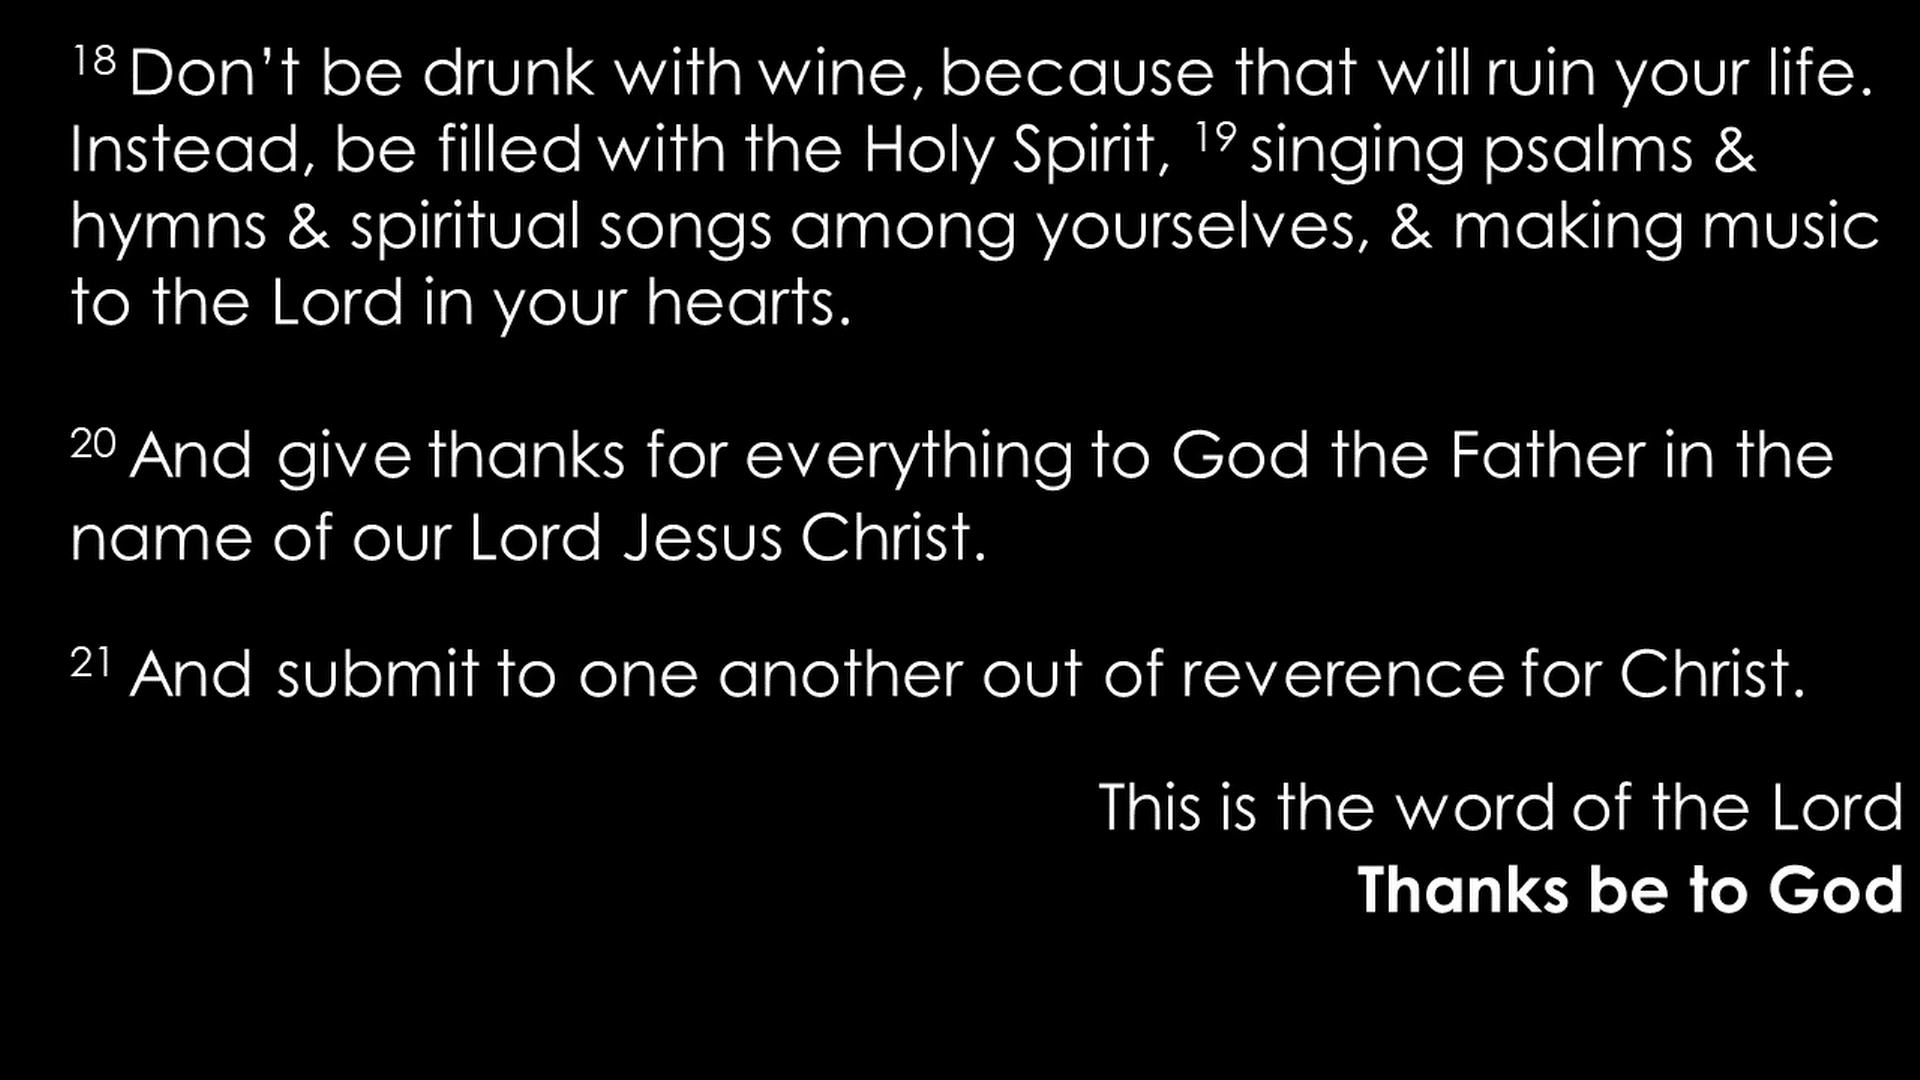 18 Don’t be drunk with wine, because that will ruin your life.
Instead, be filled with the Holy Spirit, 19 singing psalms &
hymns & spiritual songs among yourselves, & making music
to the Lord in your hearts.
20 And give thanks for everything to God the Father in the
name of our Lord Jesus Christ.
21 And submit to one another out of reverence for Christ.
This is the word of the Lord
Thanks be to God